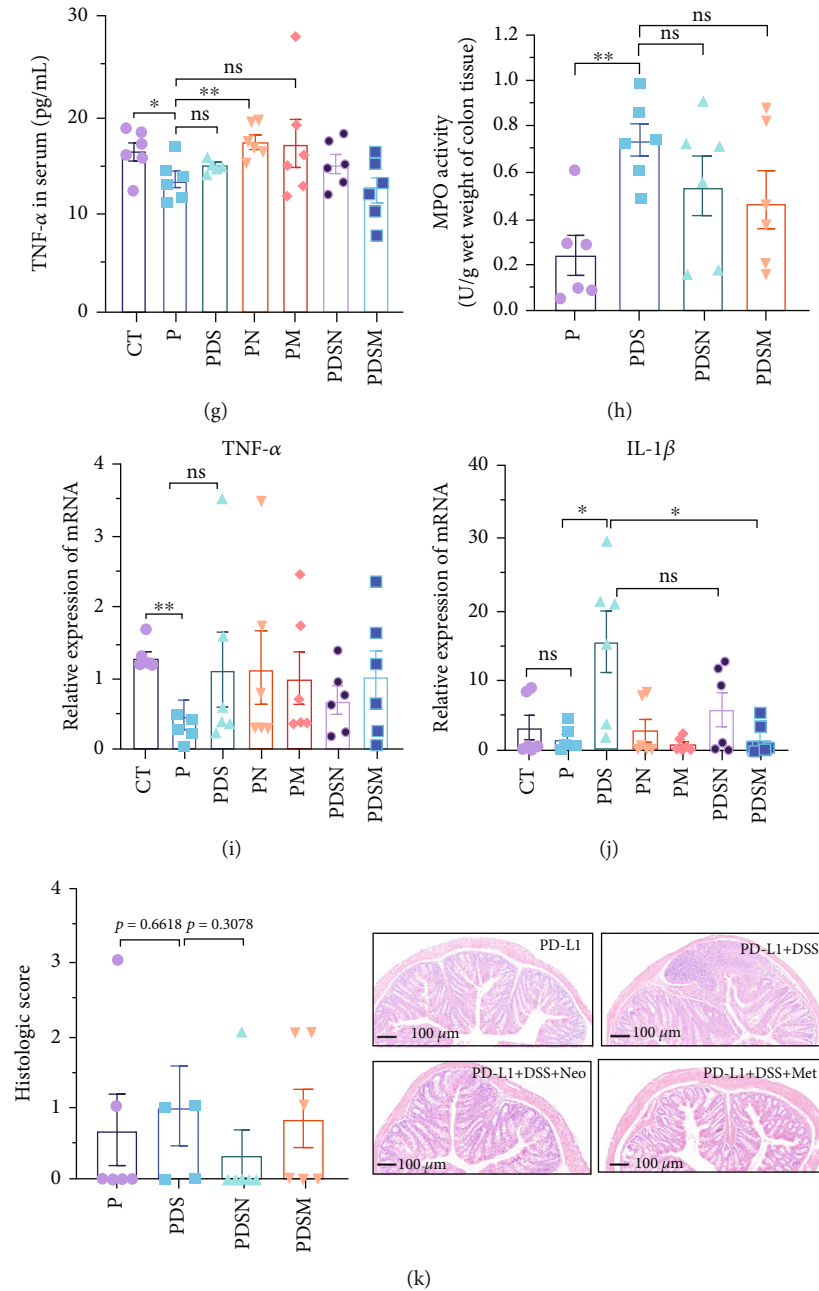 TNF-α in serum (pg/mL)
30
20
10
0
*
**
ns
ns
CT
P
PDS
PN
PM
PDSN
PDSM
(g)
MPO activity
(U/g wet weight of colon tissue)
1.2
1.0
0.8
0.6
0.4
0.2
0.0
**
ns
ns
P
PDS
PDSN
PDSM
(h)
TNF-α
Relative expression of mRNA
4
3
2
1
0
**
ns
CT
P
PDS
PN
PM
PDSN
PDSM
(i)
IL-1β
Relative expression of mRNA
40
30
20
10
0
ns
*
*
ns
CT
P
PDS
PN
PM
PDSN
PDSM
(j)
Histologic score
4
3
2
1
0
p = 0.6618
p = 0.3078
P
PDS
PDSN
PDSM
PD-L1
100 μm
PD-L1+DSS
100 μm
PD-L1+DSS+Neo
100 μm
PD-L1+DSS+Met
100 μm
(k)